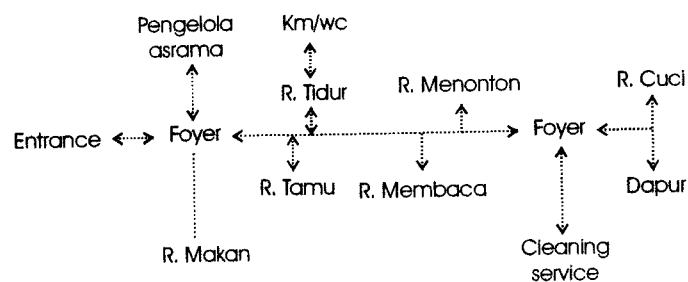 Pengelola
asrama
Km/wc
R. Tidur
R. Menonton
R. Cuci
Entrance
Foyer
Foyer
R. Tamu
R. Membaca
Dapur
R. Makan
Cleaning
service